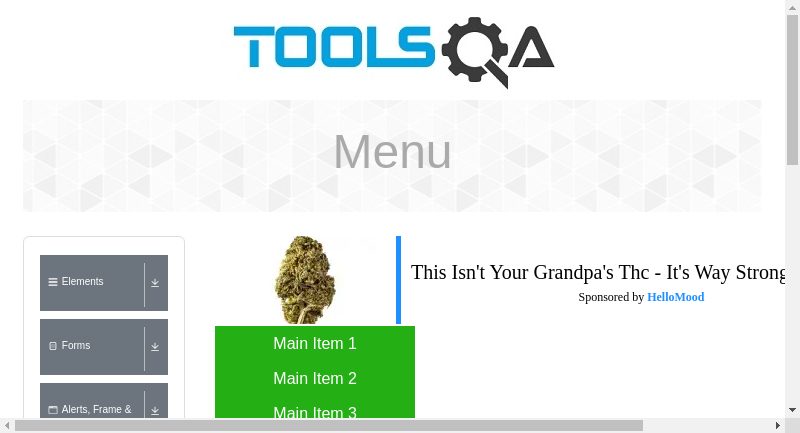 TOOLSQA
Menu
This Isn't Your Grandpa's Thc - It's Way Strong
Sponsored by HelloMood
Elements
Forms
Alerts, Frame &
Main Item 1
Main Item 2
Main Item 3